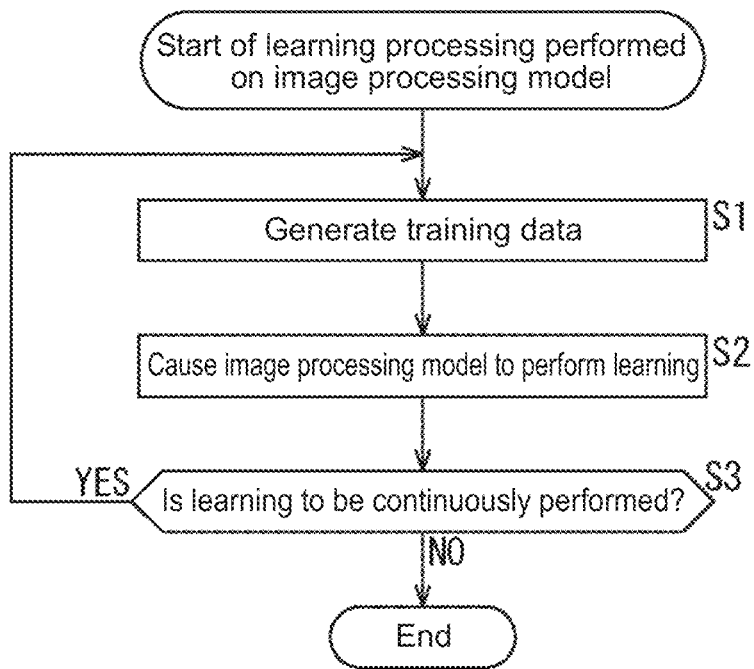 Start of learning processing performed
on image processing model
Generate training data
S1
Cause image processing model to perform learning
S2
YES
Is learning to be continuously performed?
S3
NO
End